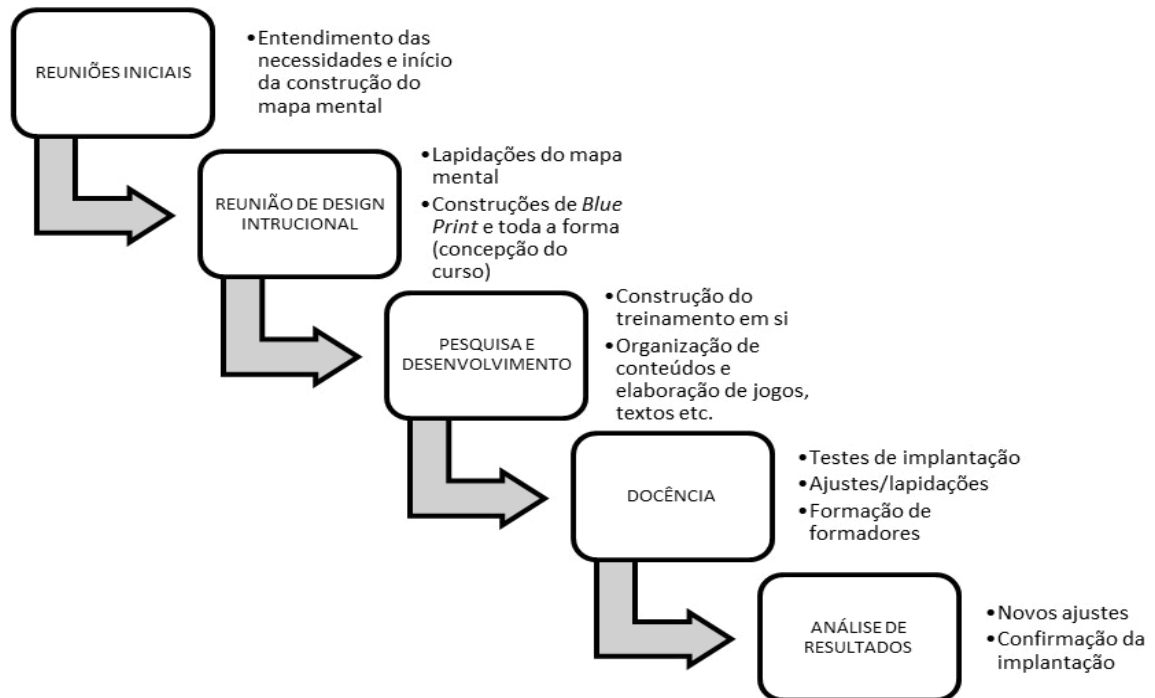 REUNIÕES INICIAIS
•Entendimento das
necessidades e início
da construção do
mapa mental
REUNIÃO DE DESIGN
INTRUCIONAL
•Lapidações do mapa
mental
•Construções de Blue
Print e toda a forma
(concepção do
curso)
PESQUISA E
DESENVOLVIMENTO
•Construção do
treinamento em si
•Organização de
conteúdos e
elaboração de jogos,
textos etc.
DOCÊNCIA
•Testes de implantação
•Ajustes/lapidações
•Formação de
formadores
ANÁLISE DE
RESULTADOS
•Novos ajustes
•Confirmação da
implantação